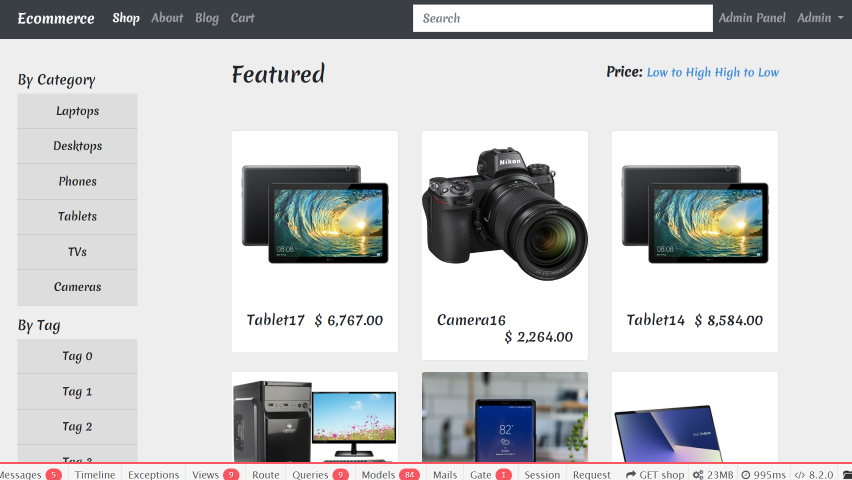 Ecommerce Shop About Blog Cart Search Admin Panel Admin
By Category
Laptops
Desktops
Phones
Tablets
TVs
Cameras
By Tag
Tag 0
Tag 1
Tag 2
Tag 3
Featured
Price: Low to High High to Low
08:08
Nikon
08:08
Tablet17 $ 6,767.00
Camera16
$ 2,264.00
Tablet14 $ 8,584.00
82°
Messages 5 Timeline Exceptions Views 9 Route Queries 9 Models 84 Mails Gate 1 Session Request GET shop 23MB 995ms </> 8.2.0